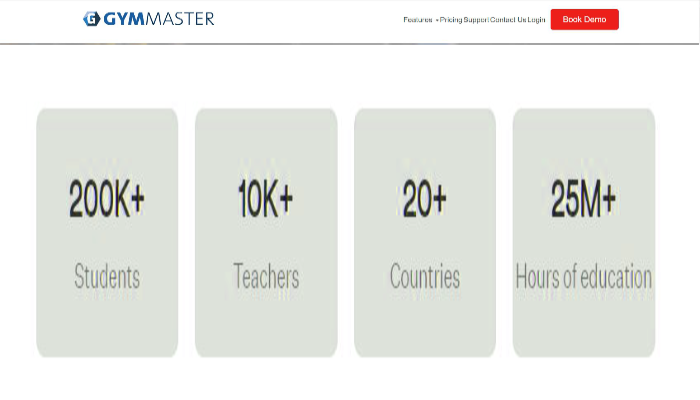 GYMMASTER
Features Pricing Support Contact Us Login
Book Demo
200K+ 10K+ 20+ 25M+
Students Teachers Countries Hours of education